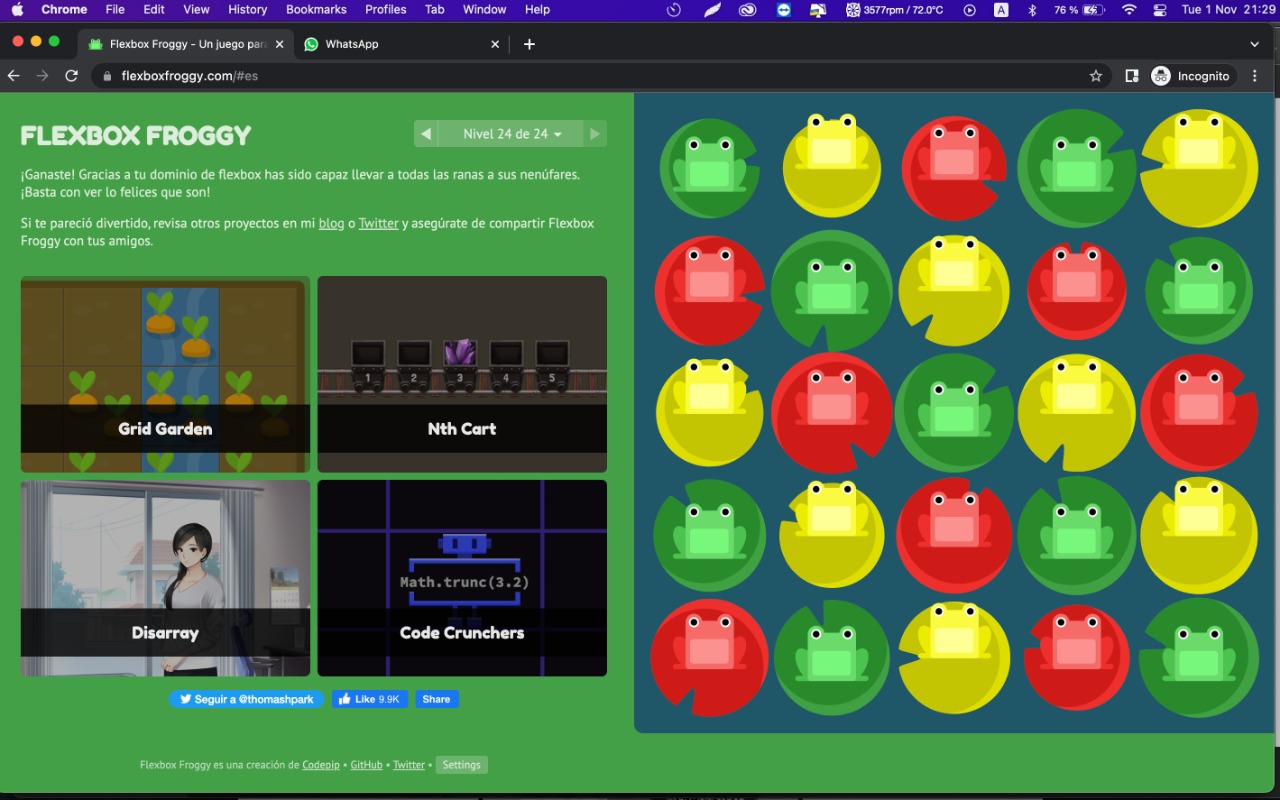 Chrome File Edit View History Bookmarks Profiles Tab Window Help 3577rpm / 72.0°C A 76 % Tue 1 Nov 21:29
Flexbox Froggy - Un juego para WhatsApp
flexboxfroggy.com/#es Incognito
FLEXBOX FROGGY
Nivel 24 de 24
¡Ganaste! Gracias a tu dominio de flexbox has sido capaz llevar a todas las ranas a sus nenúfares.
¡Basta con ver lo felices que son!
Si te pareció divertido, revisa otros proyectos en mi blog o Twitter y asegúrate de compartir Flexbox
Froggy con tus amigos.
1 2 3 4 5
Grid Garden
Nth Cart
Math.trunc(3.2)
Disarray
Code Crunchers
Seguir a @thomashpark Like 9.9K Share
Flexbox Froggy es una creación de Codepip • GitHub • Twitter • Settings